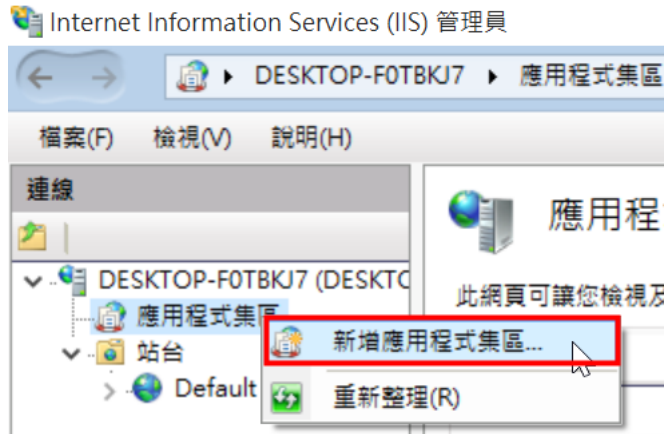 Internet Information Services (IIS) 管理員
DESKTOP-F0TBKJ7 應用程式集區
檔案(F) 檢視(V) 說明(H)
連線
應用程
DESKTOP-F0TBKJ7 (DESKTC
此網頁可讓您檢視及
應用程式集區
新增應用程式集區...
站台
Default
重新整理(R)